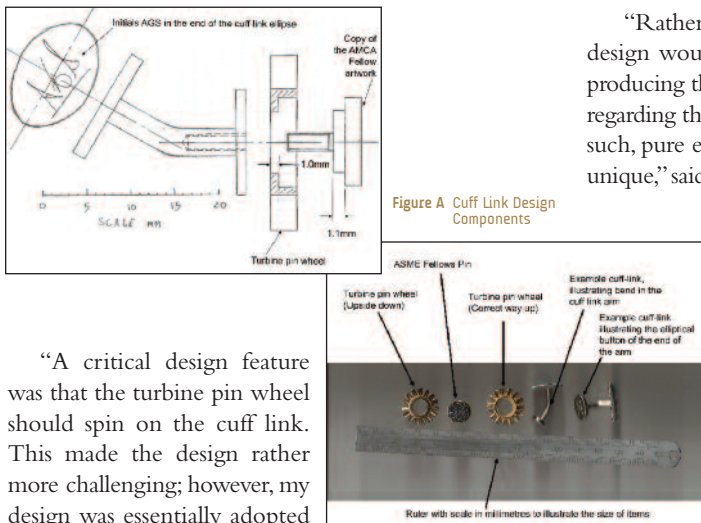 Initials AGS in the end of the cuff link ellipse
Copy of
the AMCA
Fellow
artwork
AGS
1.0mm
0 5 10 15 20
SCALE MM
1.1mm
Turbine pin wheel
“Rather
design wou
producing th
regarding th
such, pure e
unique,” said
Figure A Cuff Link Design
Components
ASME Fellows Pin
Turbine pin wheel
(Upside down)
Turbine pin wheel
(Correct way up)
Example cuff-link,
illustrating bend in the
cuff link arm
Example cuff-link
illustrating the elliptical
button of the end of
the arm
Ruler with scale in millimetres to illustrate the size of items
“A critical design feature
was that the turbine pin wheel
should spin on the cuff link.
This made the design rather
more challenging; however, my
design was essentially adopted